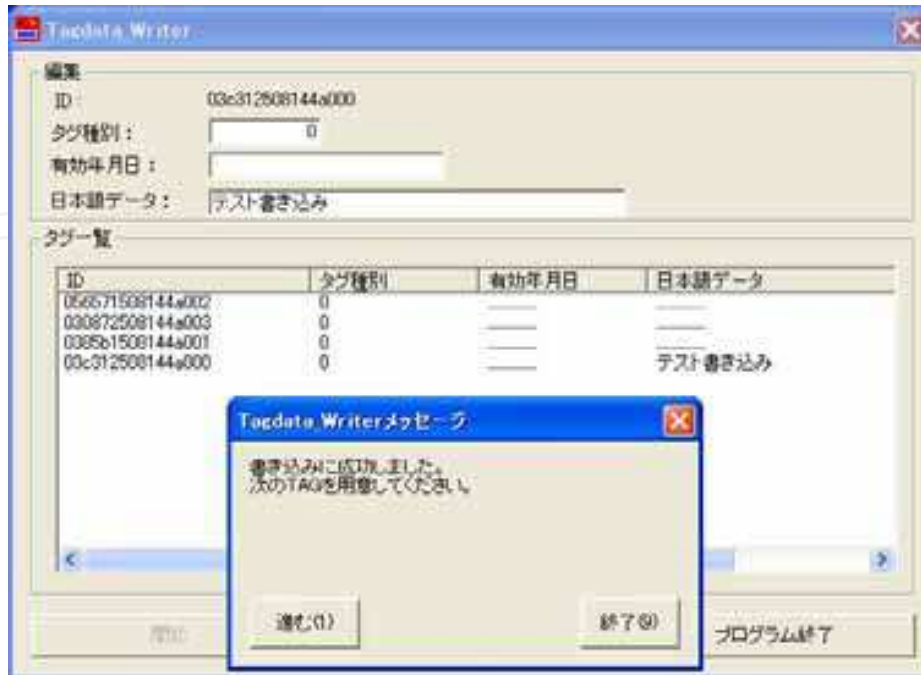 Tagdata Writer
編集
ID 03c312508144a000
タグ種別： 0
有効年月日：
日本語データ： テスト書き込み
タグ一覧
ID タグ種別 有効年月日 日本語データ
056571508144a002 0
030872508144a003 0
0385b1508144a001 0
03c312508144a000 0 テスト書き込み
Tagdata Writerメッセージ
書き込みに成功しました。
次のTAGを用意してください。
進む(1) 終了(9)
開始 プログラム終了